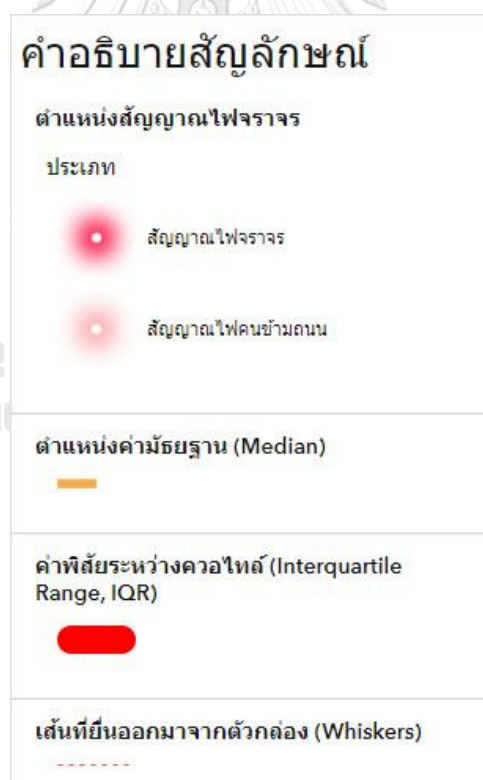 คำอธิบายสัญลักษณ์
ตำแหน่งสัญญาณไฟจราจร
ประเภท
สัญญาณไฟจราจร
สัญญาณไฟคนข้ามถนน
ตำแหน่งค่ามัธยฐาน (Median)
ค่าพิสัยระหว่างควอไทล์ (Interquartile
Range, IQR)
เส้นที่ยื่นออกมาจากตัวกล่อง (Whiskers)